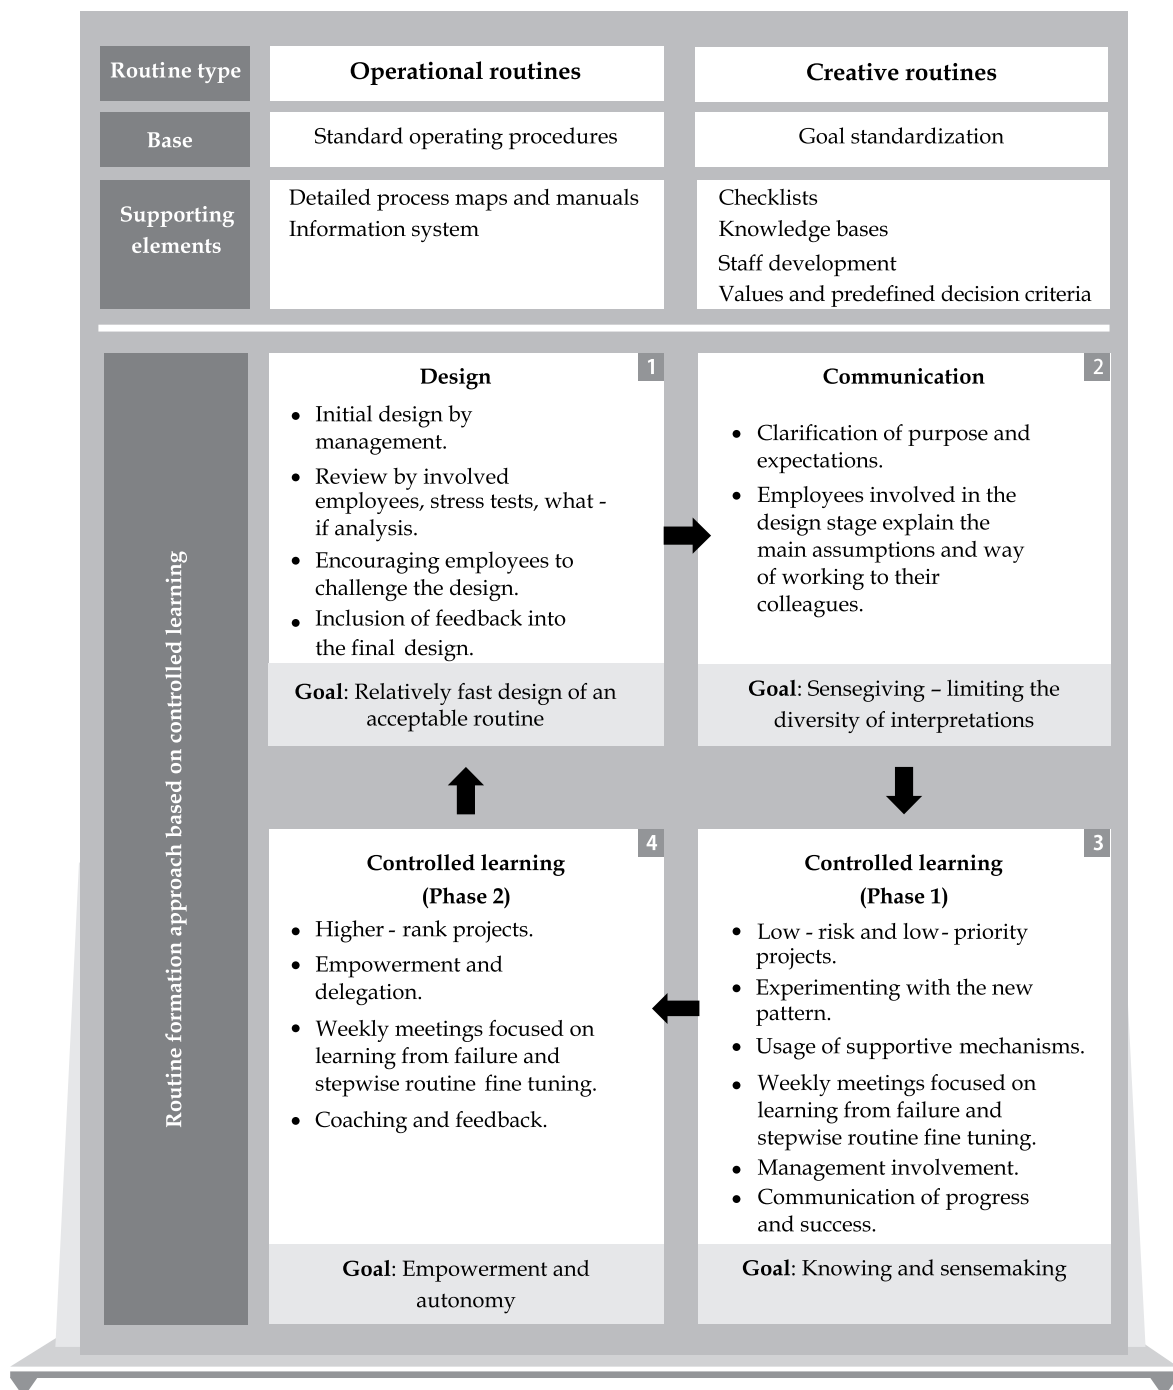 Routine type
Operational routines
Creative routines
Base
Standard operating procedures
Goal standardization
Supporting
elements
Detailed process maps and manuals
Information system
Checklists
Knowledge bases
Staff development
Values and predefined decision criteria
Routine formation approach based on controlled learning
1
Design
• Initial design by
management.
• Review by involved
employees, stress tests, what -
if analysis.
• Encouraging employees to
challenge the design.
• Inclusion of feedback into
the final design.
Goal: Relatively fast design of an
acceptable routine
2
Communication
• Clarification of purpose and
expectations.
• Employees involved in the
design stage explain the
main assumptions and way
of working to their
colleagues.
Goal: Sensegiving – limiting the
diversity of interpretations
4
Controlled learning
(Phase 2)
• Higher - rank projects.
• Empowerment and
delegation.
• Weekly meetings focused on
learning from failure and
stepwise routine fine tuning.
• Coaching and feedback.
Goal: Empowerment and
autonomy
3
Controlled learning
(Phase 1)
• Low - risk and low- priority
projects.
• Experimenting with the new
pattern.
• Usage of supportive mechanisms.
• Weekly meetings focused on
learning from failure and
stepwise routine fine tuning.
• Management involvement.
• Communication of progress
and success.
Goal: Knowing and sensemaking